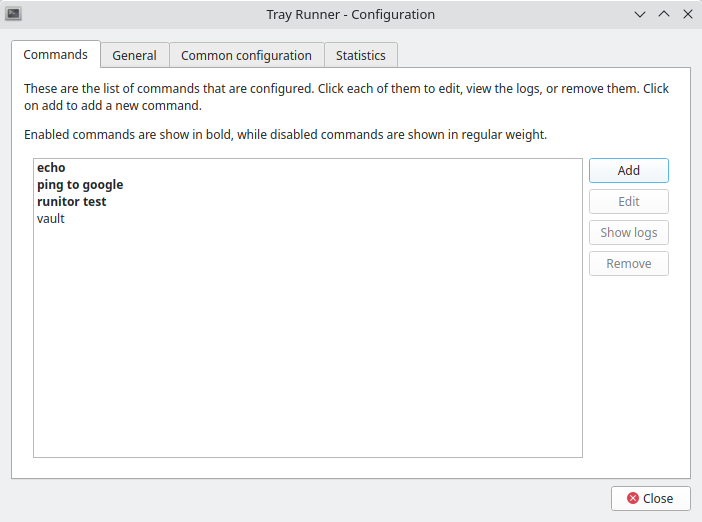 Tray Runner - Configuration
Commands
General
Common configuration
Statistics
These are the list of commands that are configured. Click each of them to edit, view the logs, or remove them. Click
on add to add a new command.
Enabled commands are show in bold, while disabled commands are shown in regular weight.
echo
ping to google
runitor test
vault
Add
Edit
Show logs
Remove
Close